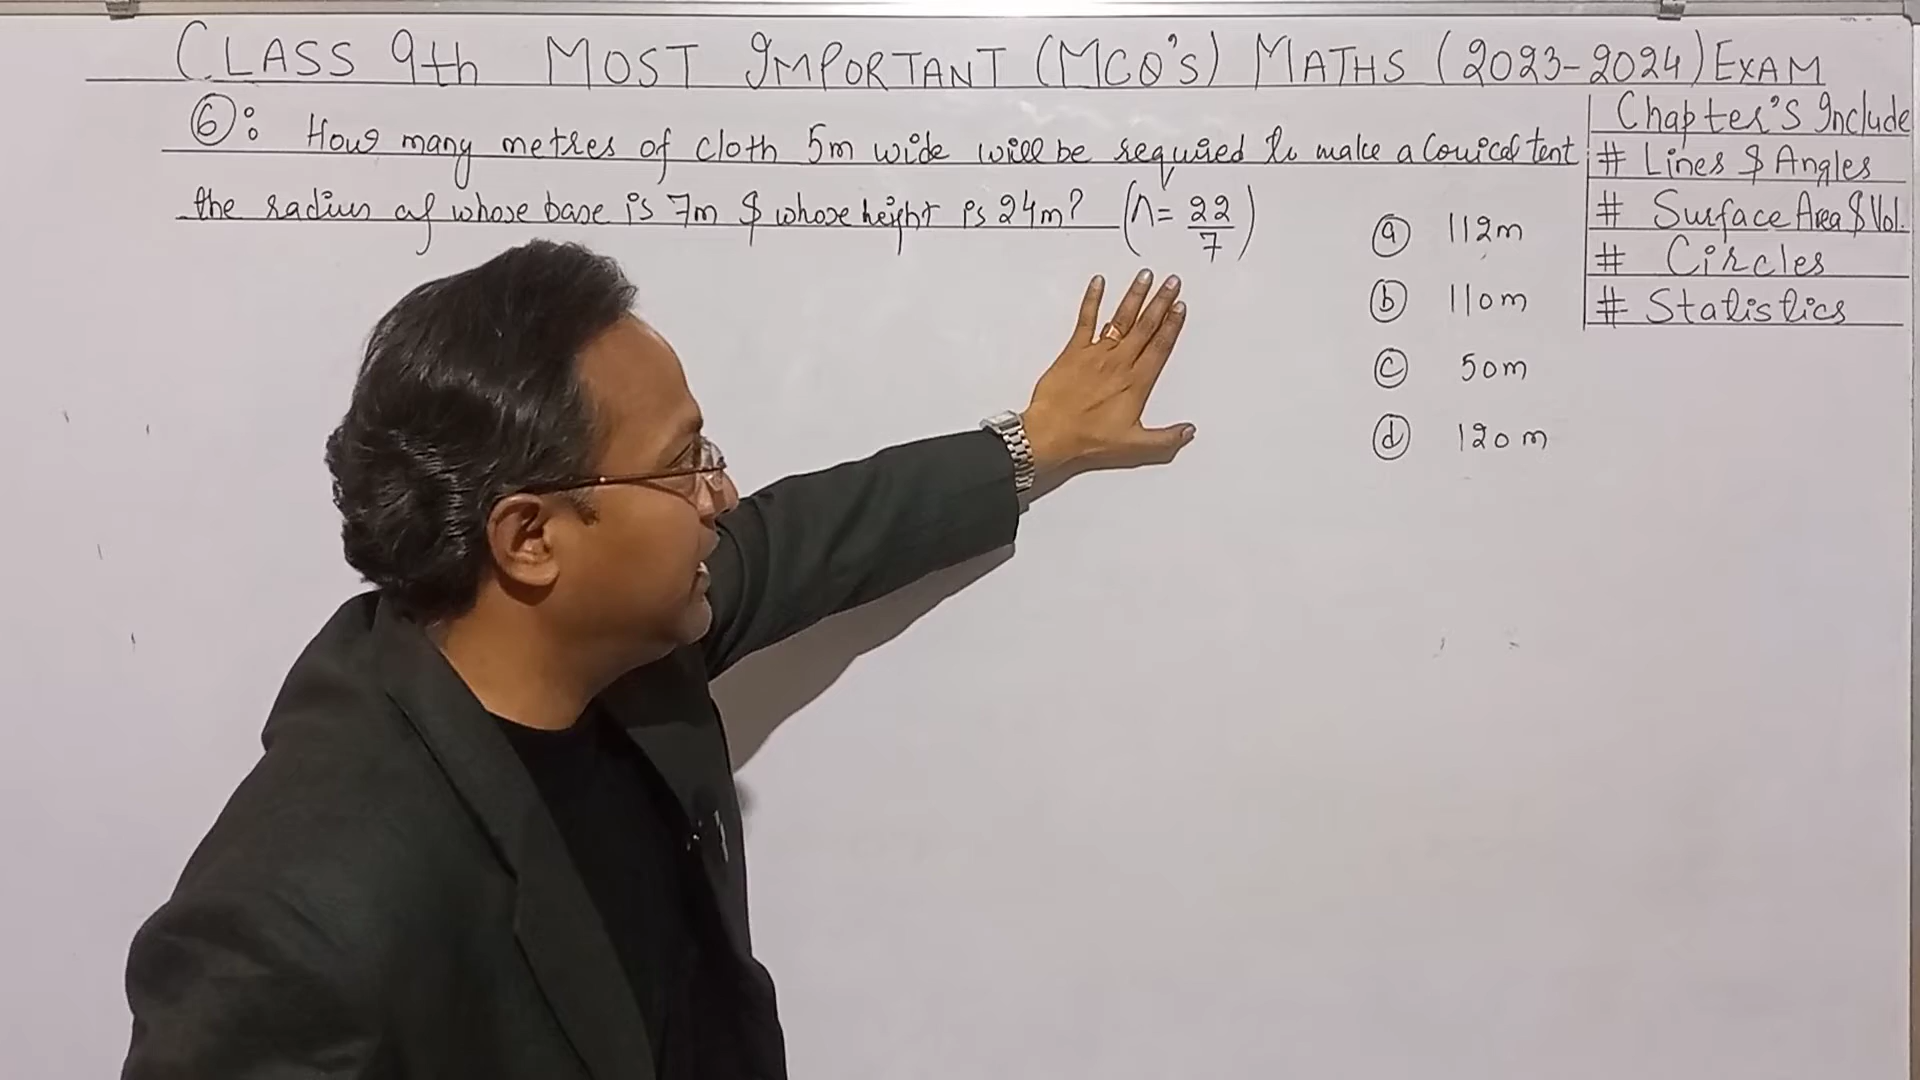 CLASS 9th MOST IMPORTANT (MCQ'S) MATHS (2023-2024) EXAM
⑥: How many metres of cloth 5m wide will be required to make a conical tent
the radius of whose base is 7m & whose height is 24m? (π = 22/7)
ⓐ 112m
ⓑ 110m
ⓒ 50m
ⓓ 120m
Chapter's Include
# Lines & Angles
# Surface Area & Vol.
# Circles
# Statistics